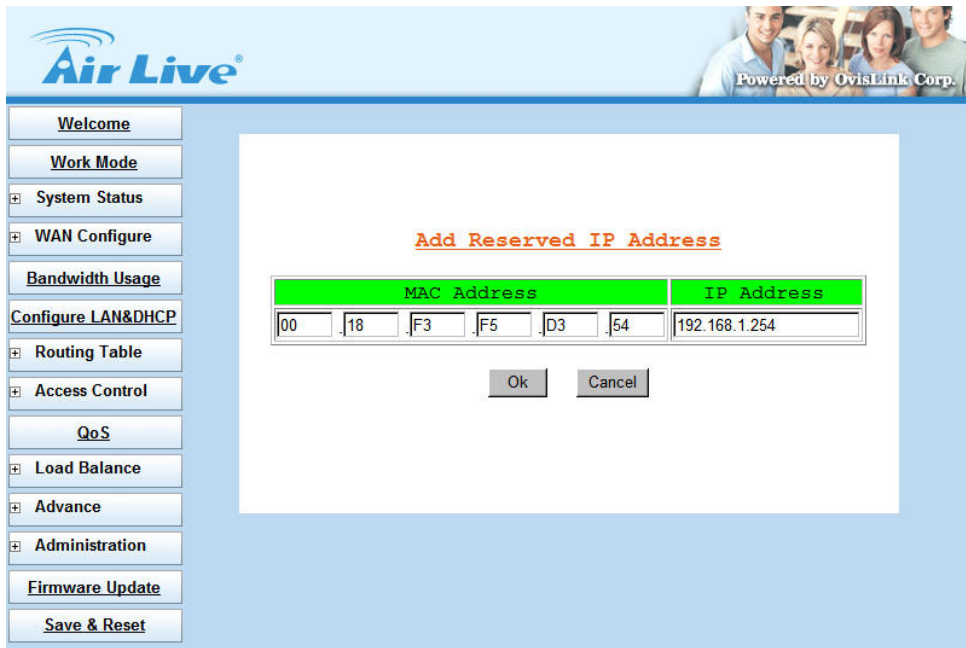 Air Live®
Powered by OvisLink Corp.
Welcome
Work Mode
System Status
WAN Configure
Bandwidth Usage
Configure LAN&DHCP
Routing Table
Access Control
QoS
Load Balance
Advance
Administration
Firmware Update
Save & Reset
Add Reserved IP Address
MAC Address IP Address
00 .18 .F3 .F5 .D3 .54 192.168.1.254
Ok Cancel